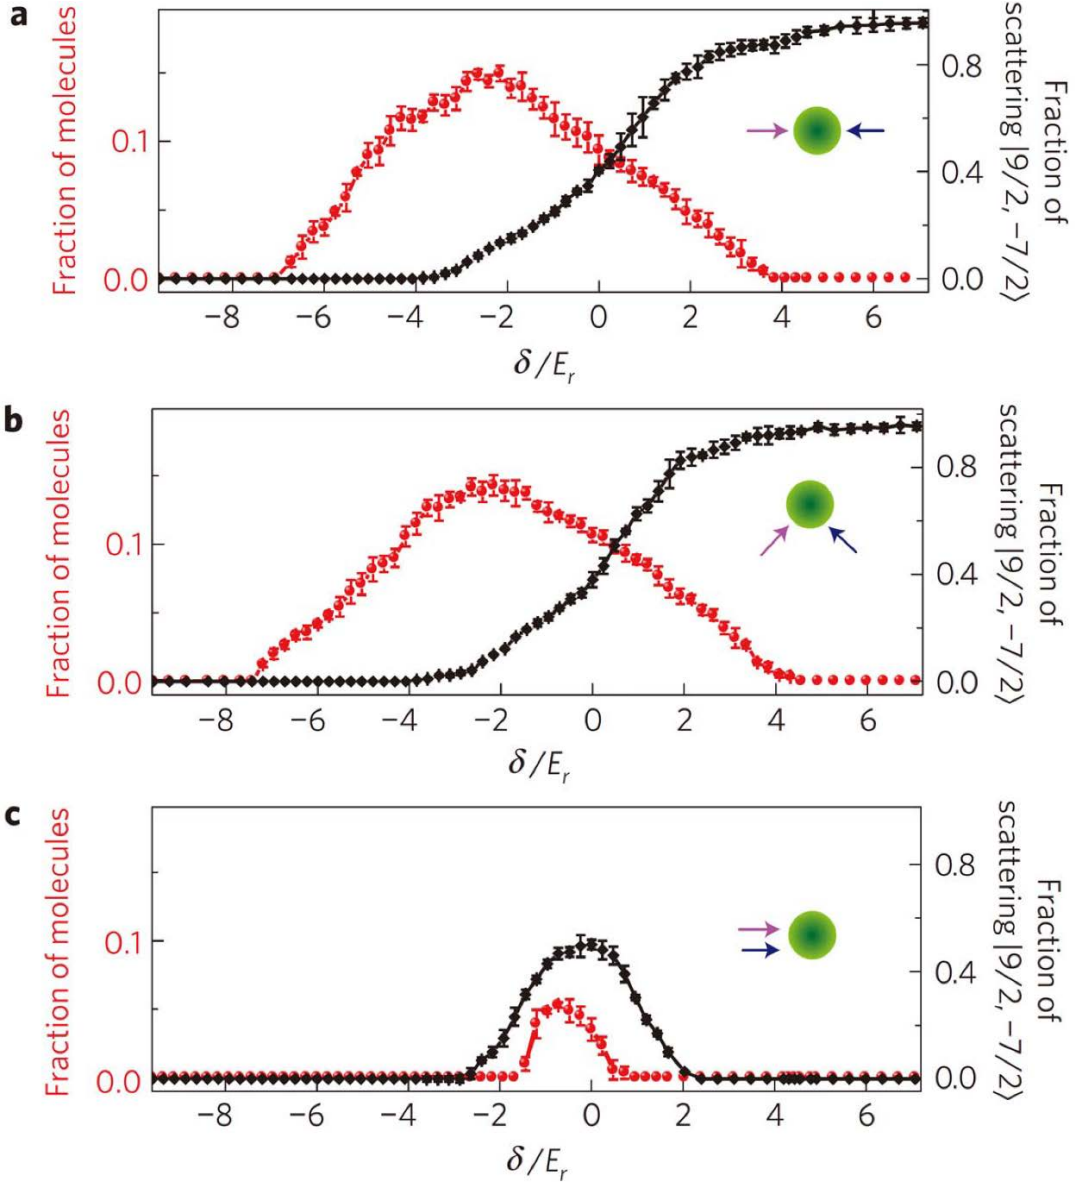 a
Fraction of molecules
0.1
0.0
0.8
0.4
0.0
Fraction of
scattering |9/2, −7/2⟩
−8 −6 −4 −2 0 2 4 6
δ/Eᵣ
b
Fraction of molecules
0.1
0.0
0.8
0.4
0.0
Fraction of
scattering |9/2, −7/2⟩
−8 −6 −4 −2 0 2 4 6
δ/Eᵣ
c
Fraction of molecules
0.1
0.0
0.8
0.4
0.0
Fraction of
scattering |9/2, −7/2⟩
−8 −6 −4 −2 0 2 4 6
δ/Eᵣ